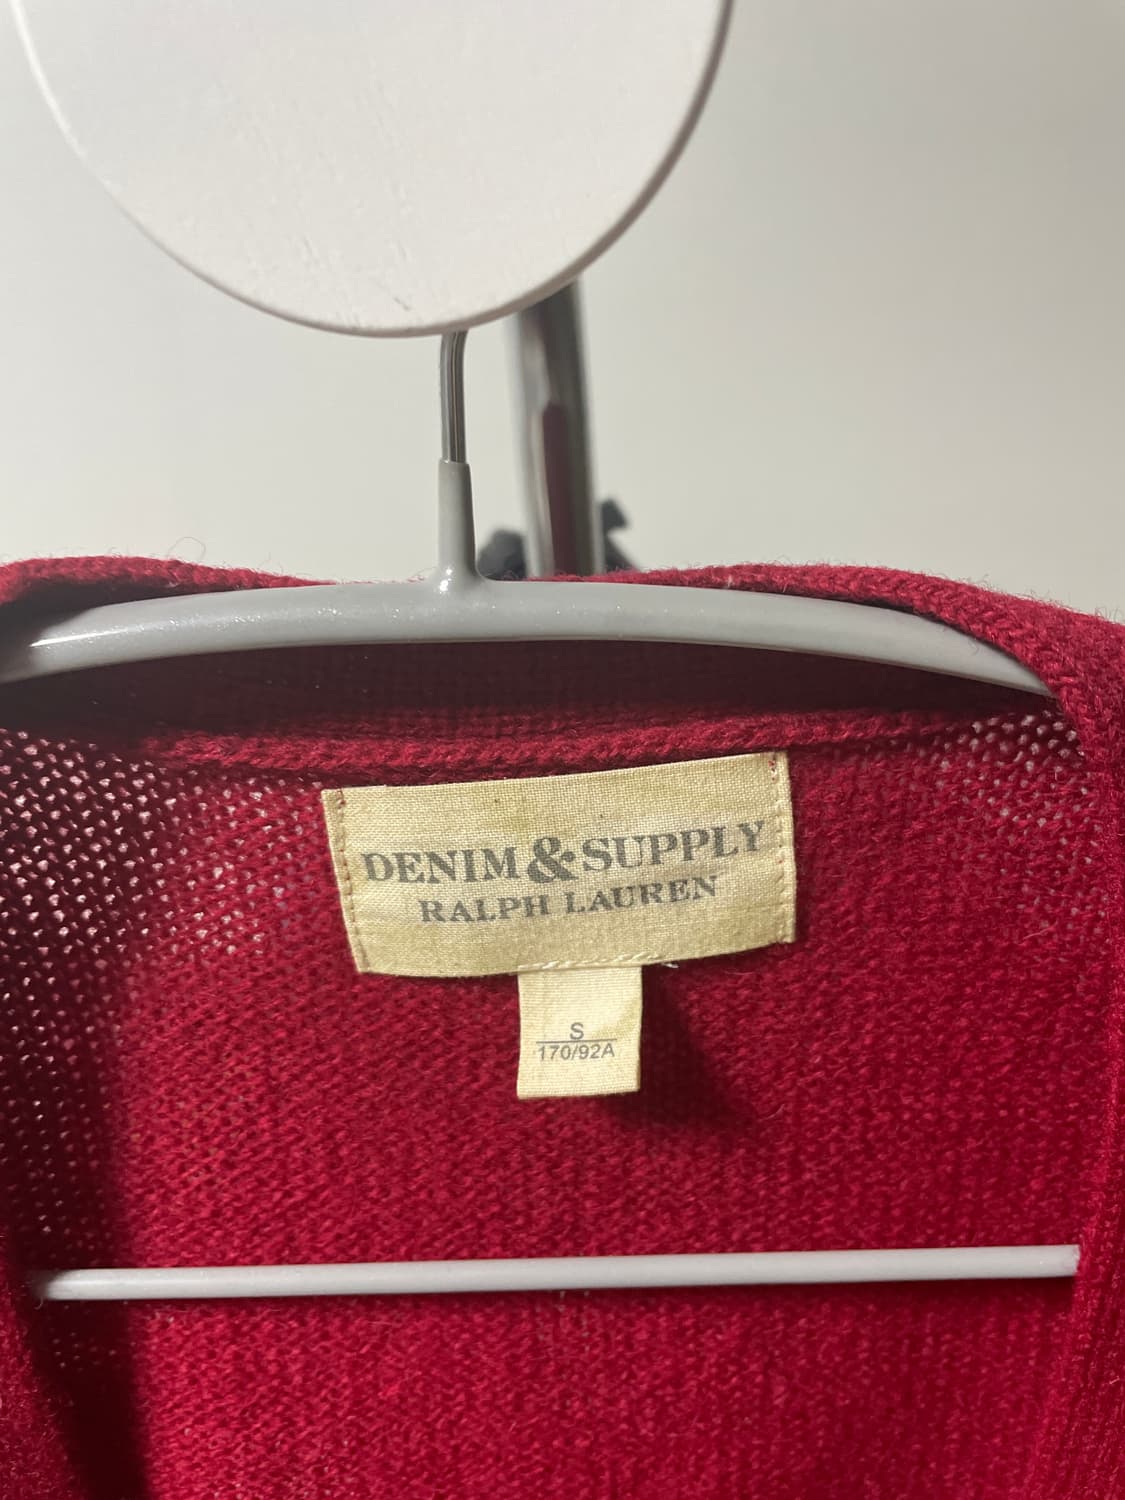 DENIM & SUPPLY
RALPH LAUREN
S
170/92A